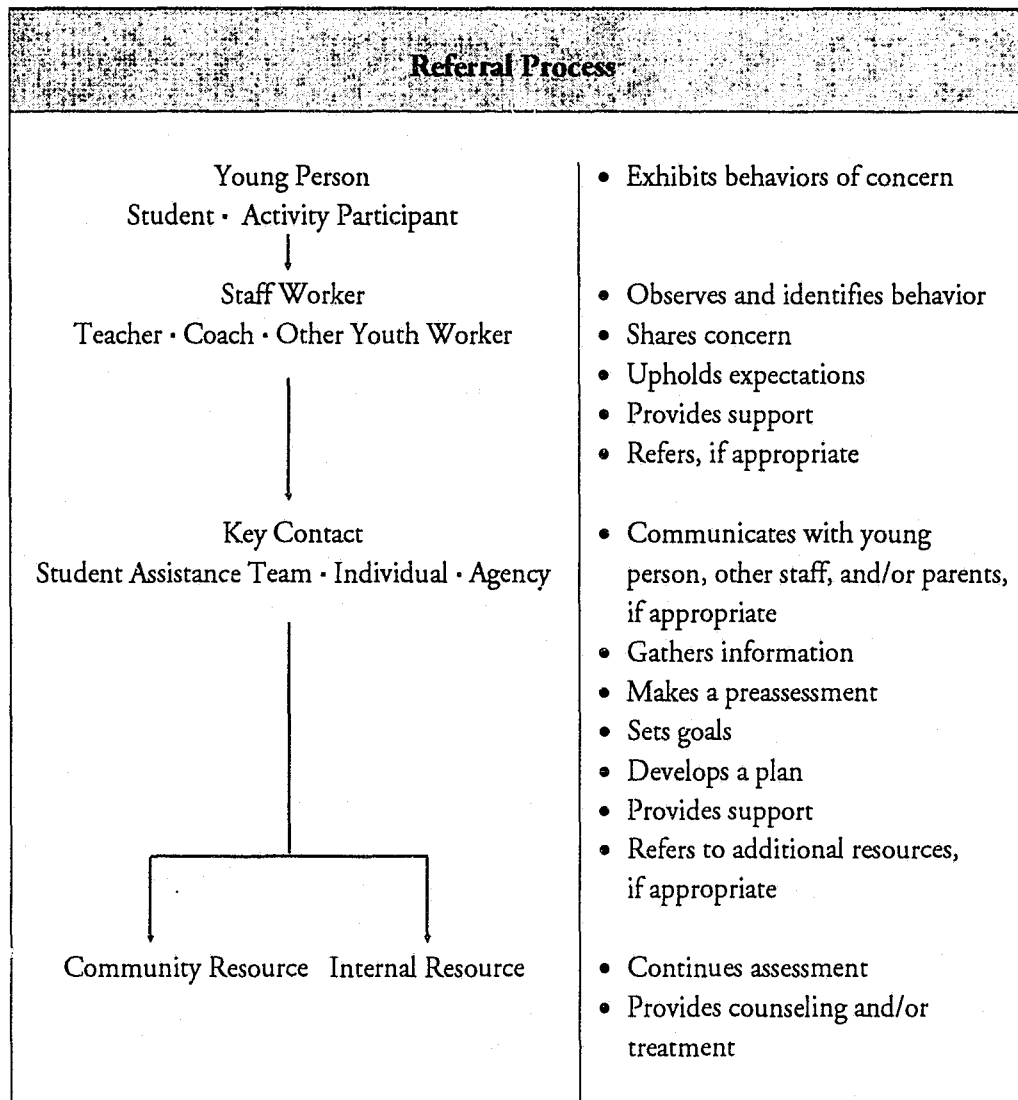 Referral Process
Young Person
Student · Activity Participant
• Exhibits behaviors of concern
Staff Worker
Teacher · Coach · Other Youth Worker
• Observes and identifies behavior
• Shares concern
• Upholds expectations
• Provides support
• Refers, if appropriate
Key Contact
Student Assistance Team · Individual · Agency
• Communicates with young
person, other staff, and/or parents,
if appropriate
• Gathers information
• Makes a preassessment
• Sets goals
• Develops a plan
• Provides support
• Refers to additional resources,
if appropriate
Community Resource Internal Resource
• Continues assessment
• Provides counseling and/or
treatment